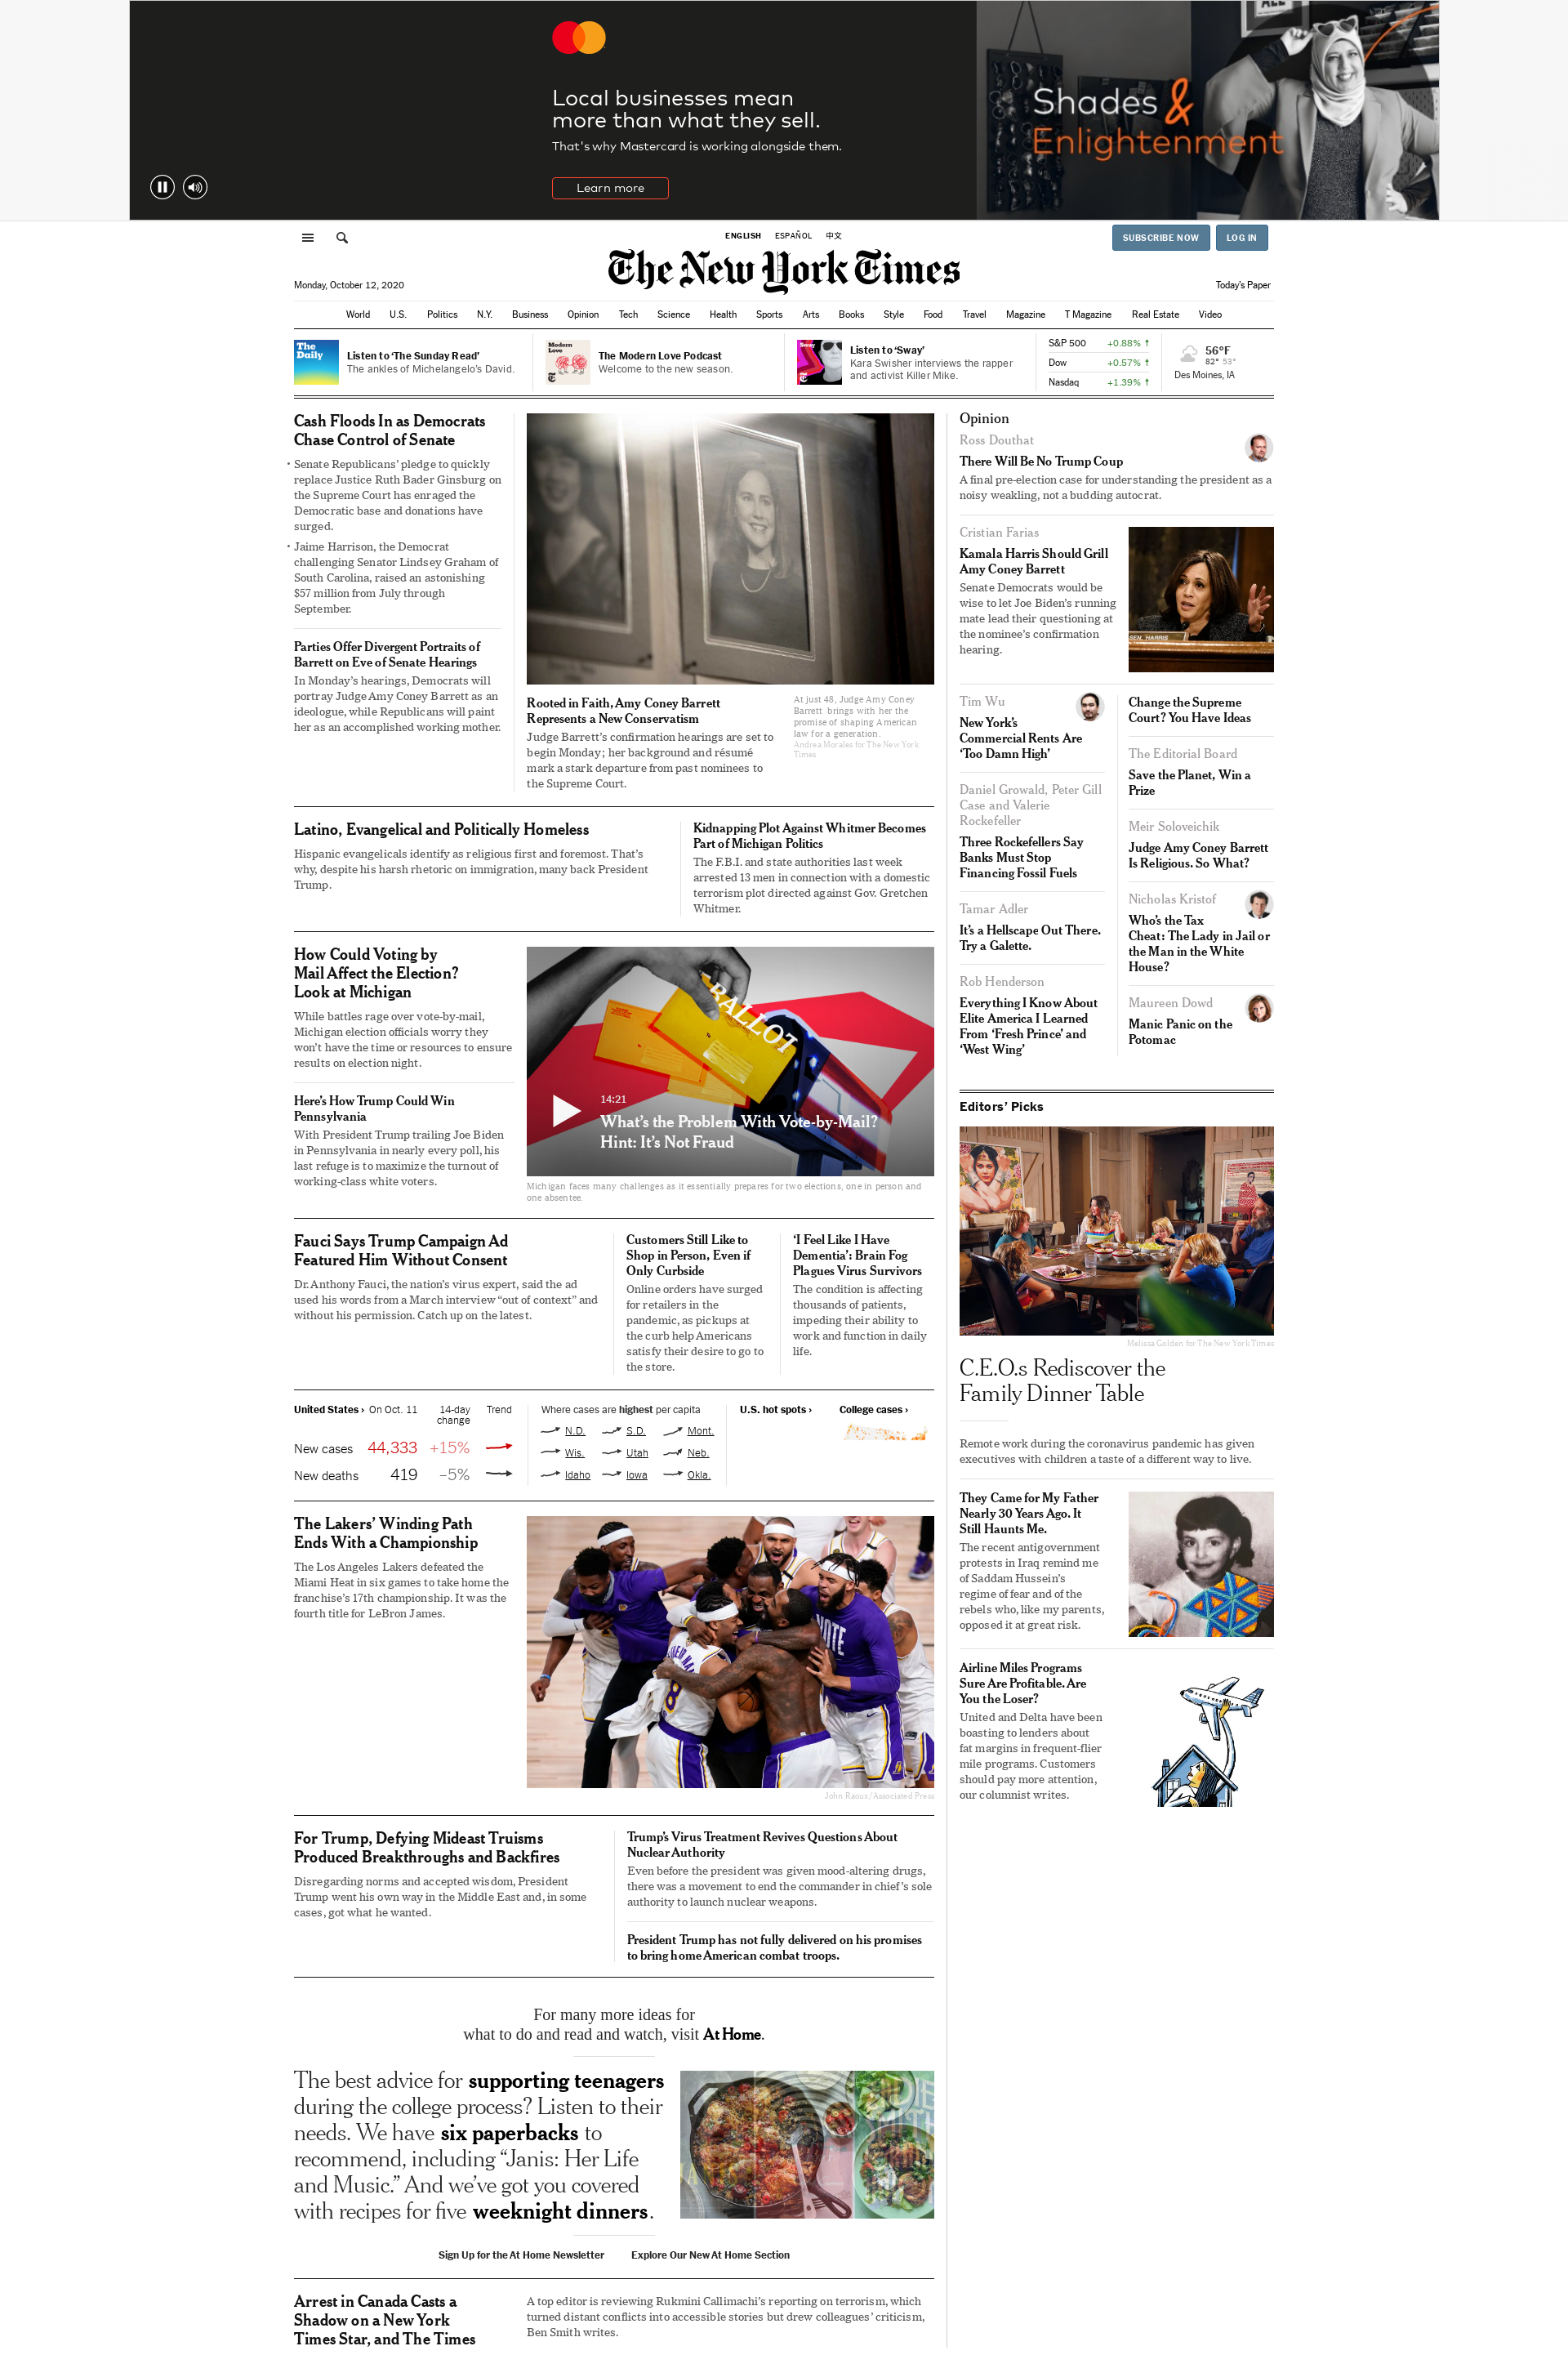 Local businesses mean
more than what they sell.
That's why Mastercard is working alongside them.
Learn more
Shades &
Enlightenment
ENGLISH ESPAÑOL 中文
SUBSCRIBE NOW LOG IN
The New York Times
Monday, October 12, 2020
Today's Paper
World U.S. Politics N.Y. Business Opinion Tech Science Health Sports Arts Books Style Food Travel Magazine T Magazine Real Estate Video
The
Daily
Listen to ‘The Sunday Read’
The ankles of Michelangelo’s David.
Modern
Love
The Modern Love Podcast
Welcome to the new season.
Sway
Listen to ‘Sway’
Kara Swisher interviews the rapper
and activist Killer Mike.
S&P 500 +0.88% ↑
Dow +0.57% ↑
Nasdaq +1.39% ↑
56°F
82° 53°
Des Moines, IA
Cash Floods In as Democrats
Chase Control of Senate
• Senate Republicans’ pledge to quickly
replace Justice Ruth Bader Ginsburg on
the Supreme Court has enraged the
Democratic base and donations have
surged.
• Jaime Harrison, the Democrat
challenging Senator Lindsey Graham of
South Carolina, raised an astonishing
$57 million from July through
September.
Parties Offer Divergent Portraits of
Barrett on Eve of Senate Hearings
In Monday’s hearings, Democrats will
portray Judge Amy Coney Barrett as an
ideologue, while Republicans will paint
her as an accomplished working mother.
Rooted in Faith, Amy Coney Barrett
Represents a New Conservatism
Judge Barrett’s confirmation hearings are set to
begin Monday; her background and résumé
mark a stark departure from past nominees to
the Supreme Court.
At just 48, Judge Amy Coney
Barrett brings with her the
promise of shaping American
law for a generation.
Andrea Morales for The New York
Times
Latino, Evangelical and Politically Homeless
Hispanic evangelicals identify as religious first and foremost. That’s
why, despite his harsh rhetoric on immigration, many back President
Trump.
Kidnapping Plot Against Whitmer Becomes
Part of Michigan Politics
The F.B.I. and state authorities last week
arrested 13 men in connection with a domestic
terrorism plot directed against Gov. Gretchen
Whitmer.
How Could Voting by
Mail Affect the Election?
Look at Michigan
While battles rage over vote-by-mail,
Michigan election officials worry they
won’t have the time or resources to ensure
results on election night.
Here’s How Trump Could Win
Pennsylvania
With President Trump trailing Joe Biden
in Pennsylvania in nearly every poll, his
last refuge is to maximize the turnout of
working-class white voters.
BALLOT
14:21
What’s the Problem With Vote-by-Mail?
Hint: It’s Not Fraud
Michigan faces many challenges as it essentially prepares for two elections, one in person and
one absentee.
Fauci Says Trump Campaign Ad
Featured Him Without Consent
Dr. Anthony Fauci, the nation’s virus expert, said the ad
used his words from a March interview “out of context” and
without his permission. Catch up on the latest.
Customers Still Like to
Shop in Person, Even if
Only Curbside
Online orders have surged
for retailers in the
pandemic, as pickups at
the curb help Americans
satisfy their desire to go to
the store.
‘I Feel Like I Have
Dementia’: Brain Fog
Plagues Virus Survivors
The condition is affecting
thousands of patients,
impeding their ability to
work and function in daily
life.
United States › On Oct. 11 14-day
change Trend
New cases 44,333 +15%
New deaths 419 –5%
Where cases are highest per capita
N.D. S.D. Mont.
Wis. Utah Neb.
Idaho Iowa Okla.
U.S. hot spots ›
College cases ›
The Lakers’ Winding Path
Ends With a Championship
The Los Angeles Lakers defeated the
Miami Heat in six games to take home the
franchise’s 17th championship. It was the
fourth title for LeBron James.
VOTE
John Raoux/Associated Press
For Trump, Defying Mideast Truisms
Produced Breakthroughs and Backfires
Disregarding norms and accepted wisdom, President
Trump went his own way in the Middle East and, in some
cases, got what he wanted.
Trump’s Virus Treatment Revives Questions About
Nuclear Authority
Even before the president was given mood-altering drugs,
there was a movement to end the commander in chief’s sole
authority to launch nuclear weapons.
President Trump has not fully delivered on his promises
to bring home American combat troops.
For many more ideas for
what to do and read and watch, visit At Home.
The best advice for supporting teenagers
during the college process? Listen to their
needs. We have six paperbacks to
recommend, including “Janis: Her Life
and Music.” And we’ve got you covered
with recipes for five weeknight dinners.
Sign Up for the At Home Newsletter Explore Our New At Home Section
Arrest in Canada Casts a
Shadow on a New York
Times Star, and The Times
A top editor is reviewing Rukmini Callimachi’s reporting on terrorism, which
turned distant conflicts into accessible stories but drew colleagues’ criticism,
Ben Smith writes.
Opinion
Ross Douthat
There Will Be No Trump Coup
A final pre-election case for understanding the president as a
noisy weakling, not a budding autocrat.
Cristian Farias
Kamala Harris Should Grill
Amy Coney Barrett
Senate Democrats would be
wise to let Joe Biden’s running
mate lead their questioning at
the nominee’s confirmation
hearing.
SEN. HARRIS
Tim Wu
New York’s
Commercial Rents Are
‘Too Damn High’
Daniel Growald, Peter Gill
Case and Valerie
Rockefeller
Three Rockefellers Say
Banks Must Stop
Financing Fossil Fuels
Tamar Adler
It’s a Hellscape Out There.
Try a Galette.
Rob Henderson
Everything I Know About
Elite America I Learned
From ‘Fresh Prince’ and
‘West Wing’
Change the Supreme
Court? You Have Ideas
The Editorial Board
Save the Planet, Win a
Prize
Meir Soloveichik
Judge Amy Coney Barrett
Is Religious. So What?
Nicholas Kristof
Who’s the Tax
Cheat: The Lady in Jail or
the Man in the White
House?
Maureen Dowd
Manic Panic on the
Potomac
Editors’ Picks
Melissa Golden for The New York Times
C.E.O.s Rediscover the
Family Dinner Table
Remote work during the coronavirus pandemic has given
executives with children a taste of a different way to live.
They Came for My Father
Nearly 30 Years Ago. It
Still Haunts Me.
The recent antigovernment
protests in Iraq remind me
of Saddam Hussein’s
regime of fear and of the
rebels who, like my parents,
opposed it at great risk.
Airline Miles Programs
Sure Are Profitable. Are
You the Loser?
United and Delta have been
boasting to lenders about
fat margins in frequent-flier
mile programs. Customers
should pay more attention,
our columnist writes.